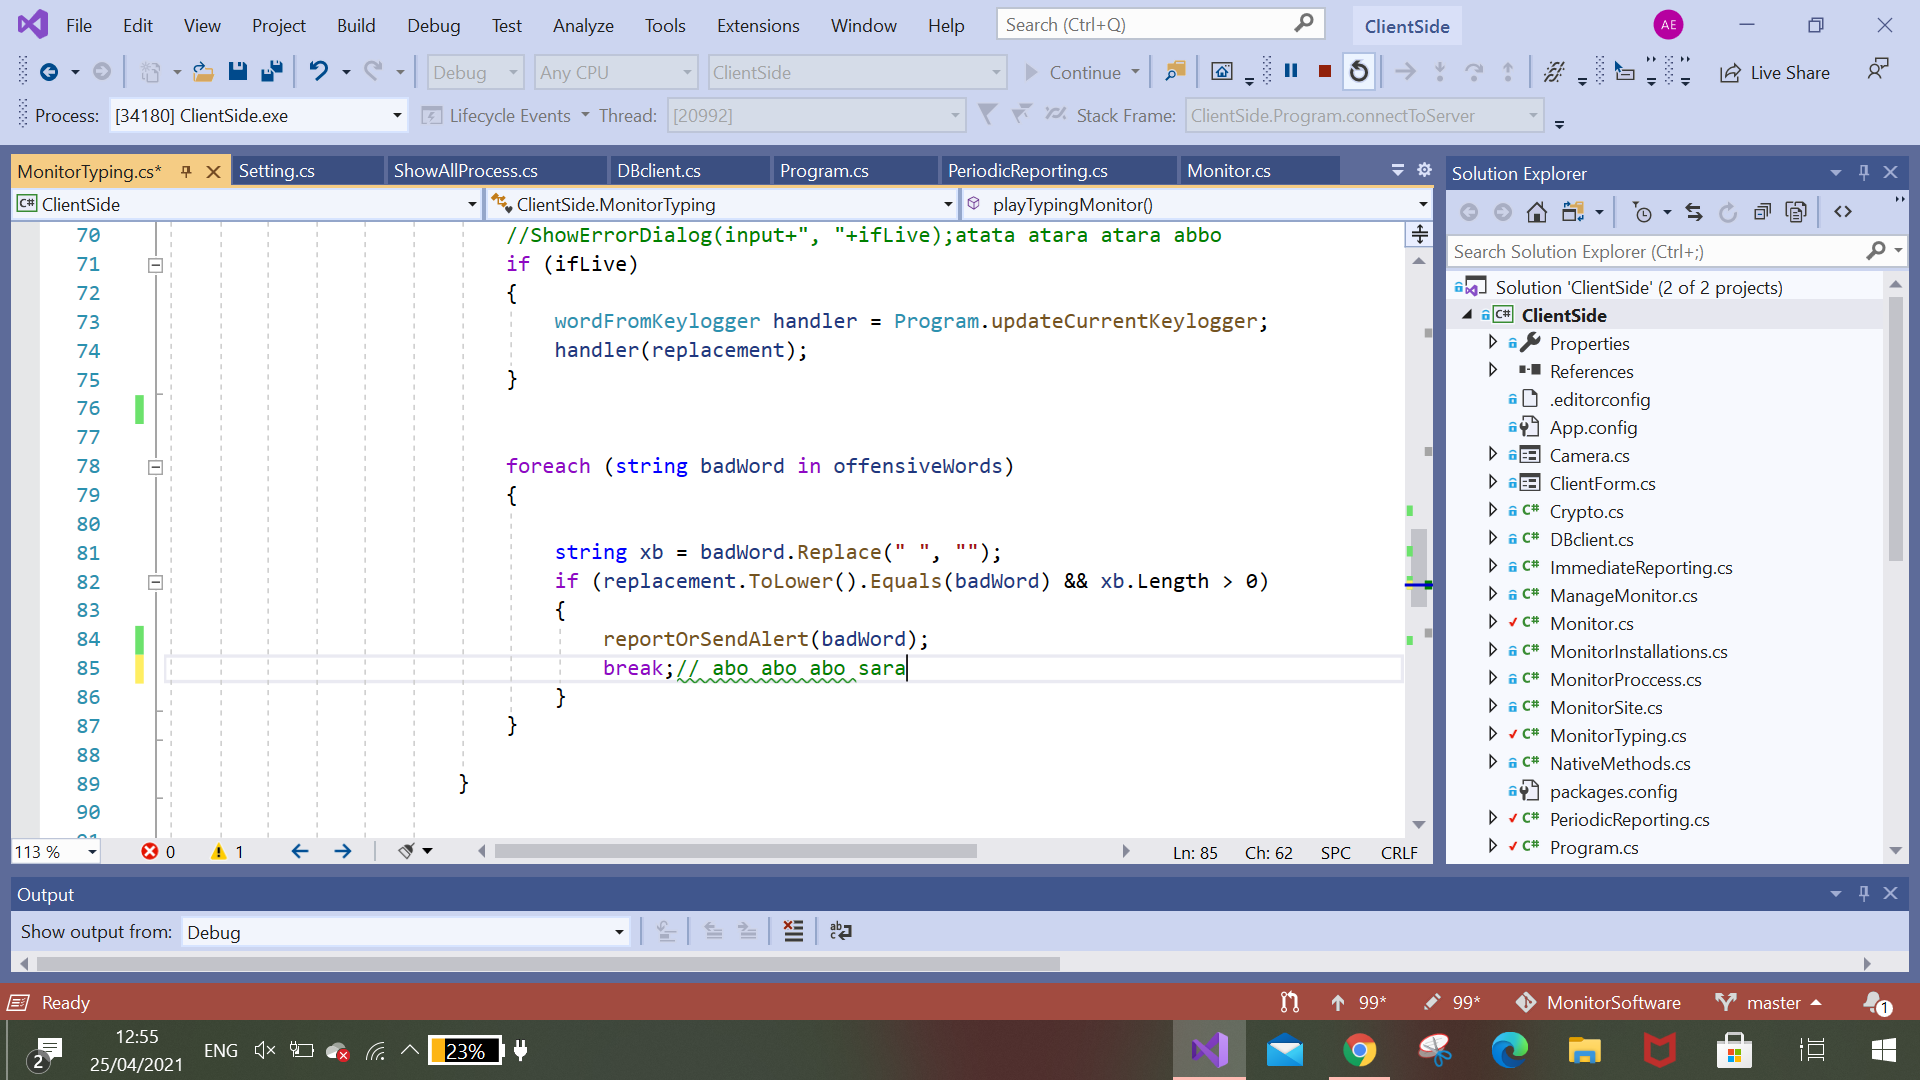 File Edit View Project Build Debug Test Analyze Tools Extensions Window Help Search (Ctrl+Q) ClientSide AE
Debug Any CPU ClientSide Continue Live Share
Process: [34180] ClientSide.exe Lifecycle Events Thread: [20992] Stack Frame: ClientSide.Program.connectToServer
MonitorTyping.cs* Setting.cs ShowAllProcess.cs DBclient.cs Program.cs PeriodicReporting.cs Monitor.cs
C# ClientSide ClientSide.MonitorTyping playTypingMonitor()
70 //ShowErrorDialog(input+", "+ifLive);atata atara atara abbo
71 if (ifLive)
72 {
73 wordFromKeylogger handler = Program.updateCurrentKeylogger;
74 handler(replacement);
75 }
76
77
78 foreach (string badWord in offensiveWords)
79 {
80
81 string xb = badWord.Replace(" ", "");
82 if (replacement.ToLower().Equals(badWord) && xb.Length > 0)
83 {
84 reportOrSendAlert(badWord);
85 break;// abo abo abo sara
86 }
87 }
88
89 }
90
113 % 0 1 Ln: 85 Ch: 62 SPC CRLF
Solution Explorer
Search Solution Explorer (Ctrl+;)
Solution 'ClientSide' (2 of 2 projects)
C# ClientSide
Properties
References
.editorconfig
App.config
Camera.cs
ClientForm.cs
C# Crypto.cs
C# DBclient.cs
C# ImmediateReporting.cs
C# ManageMonitor.cs
C# Monitor.cs
C# MonitorInstallations.cs
C# MonitorProccess.cs
C# MonitorSite.cs
C# MonitorTyping.cs
C# NativeMethods.cs
packages.config
C# PeriodicReporting.cs
C# Program.cs
Output
Show output from: Debug
Ready 99* 99* MonitorSoftware master 1
2 12:55 ENG 23%
25/04/2021